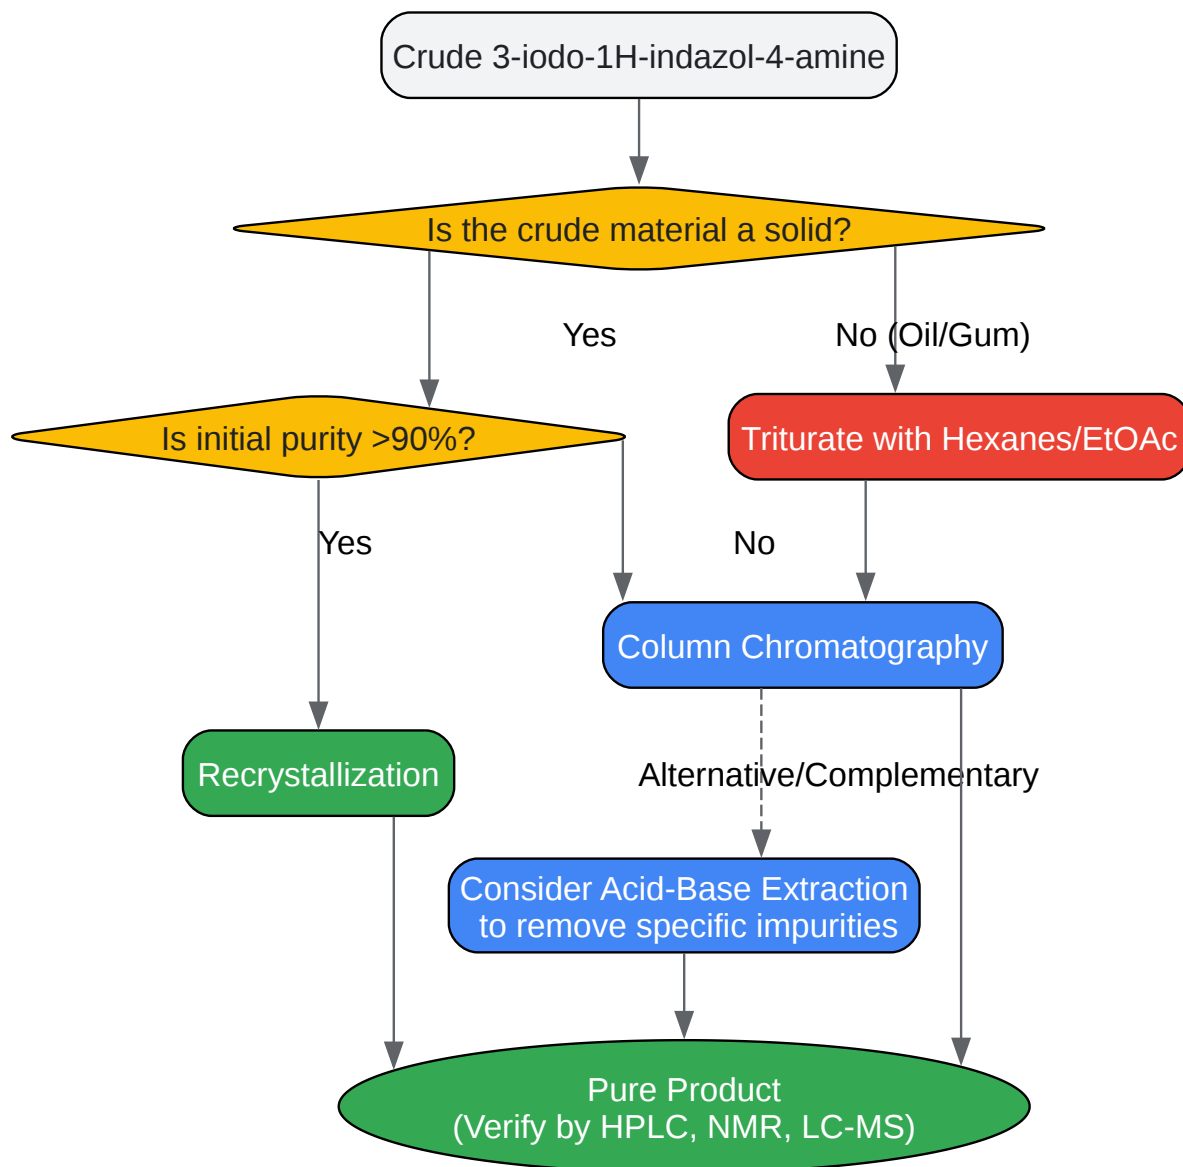 Crude 3-iodo-1H-indazol-4-amine
Is the crude material a solid?
Yes
No (Oil/Gum)
Is initial purity >90%?
Triturate with Hexanes/EtOAc
Yes
No
Column Chromatography
Recrystallization
Alternative/Complementary
Consider Acid-Base Extraction
to remove specific impurities
Pure Product
(Verify by HPLC, NMR, LC-MS)